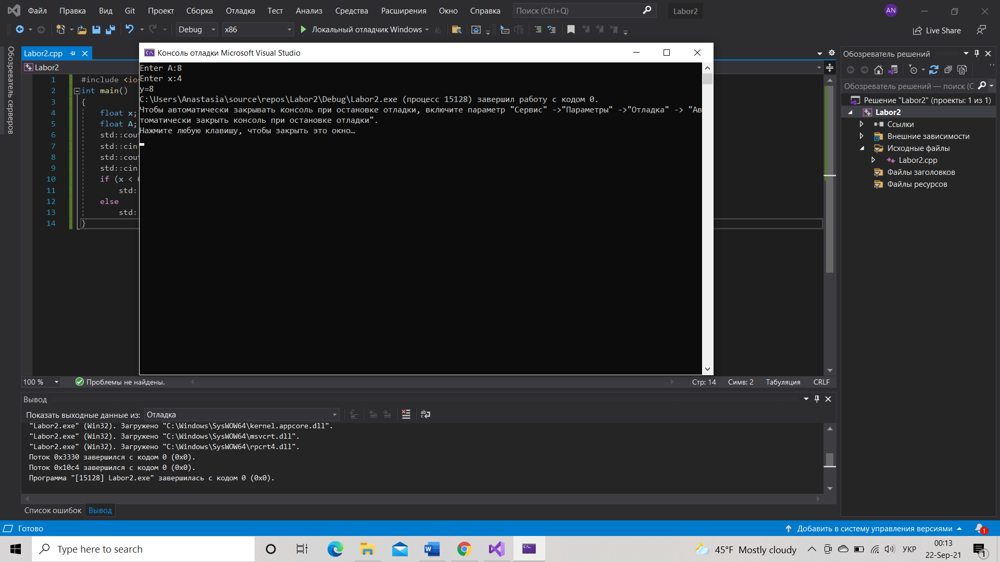 Файл Правка Вид Git Проект Сборка Отладка Тест Анализ Средства Расширения Окно Справка Поиск (Ctrl+Q) Labor2 AN
Debug x86 Локальный отладчик Windows Live Share
Обозреватель серверов
Labor2.cpp
Labor2
Консоль отладки Microsoft Visual Studio
Enter A:8
Enter x:4
y=8
C:\Users\Anastasia\source\repos\Labor2\Debug\Labor2.exe (процесс 15128) завершил работу с кодом 0.
Чтобы автоматически закрывать консоль при остановке отладки, включите параметр "Сервис" ->"Параметры" ->"Отладка" -> "Ав
томатически закрыть консоль при остановке отладки".
Нажмите любую клавишу, чтобы закрыть это окно…
1 #include <ios
2 int main()
3 {
4 float x;
5 float A;
6 std::cout
7 std::cin
8 std::cout
9 std::cin
10 if (x <
11 std:
12 else
13 std:
14 }
100 % Проблемы не найдены. Стр: 14 Симв: 2 Табуляция CRLF
Обозреватель решений
Обозреватель решений — поиск (C
Решение "Labor2" (проекты: 1 из 1)
Labor2
Ссылки
Внешние зависимости
Исходные файлы
Labor2.cpp
Файлы заголовков
Файлы ресурсов
Вывод
Показать выходные данные из: Отладка
"Labor2.exe" (Win32). Загружено "C:\Windows\SysWOW64\kernel.appcore.dll".
"Labor2.exe" (Win32). Загружено "C:\Windows\SysWOW64\msvcrt.dll".
"Labor2.exe" (Win32). Загружено "C:\Windows\SysWOW64\rpcrt4.dll".
Поток 0x3330 завершился с кодом 0 (0x0).
Поток 0x10c4 завершился с кодом 0 (0x0).
Программа "[15128] Labor2.exe" завершилась с кодом 0 (0x0).
Список ошибок Вывод
Готово Добавить в систему управления версиями 1
Type here to search 45°F Mostly cloudy УКР 00:13
22-Sep-21 1